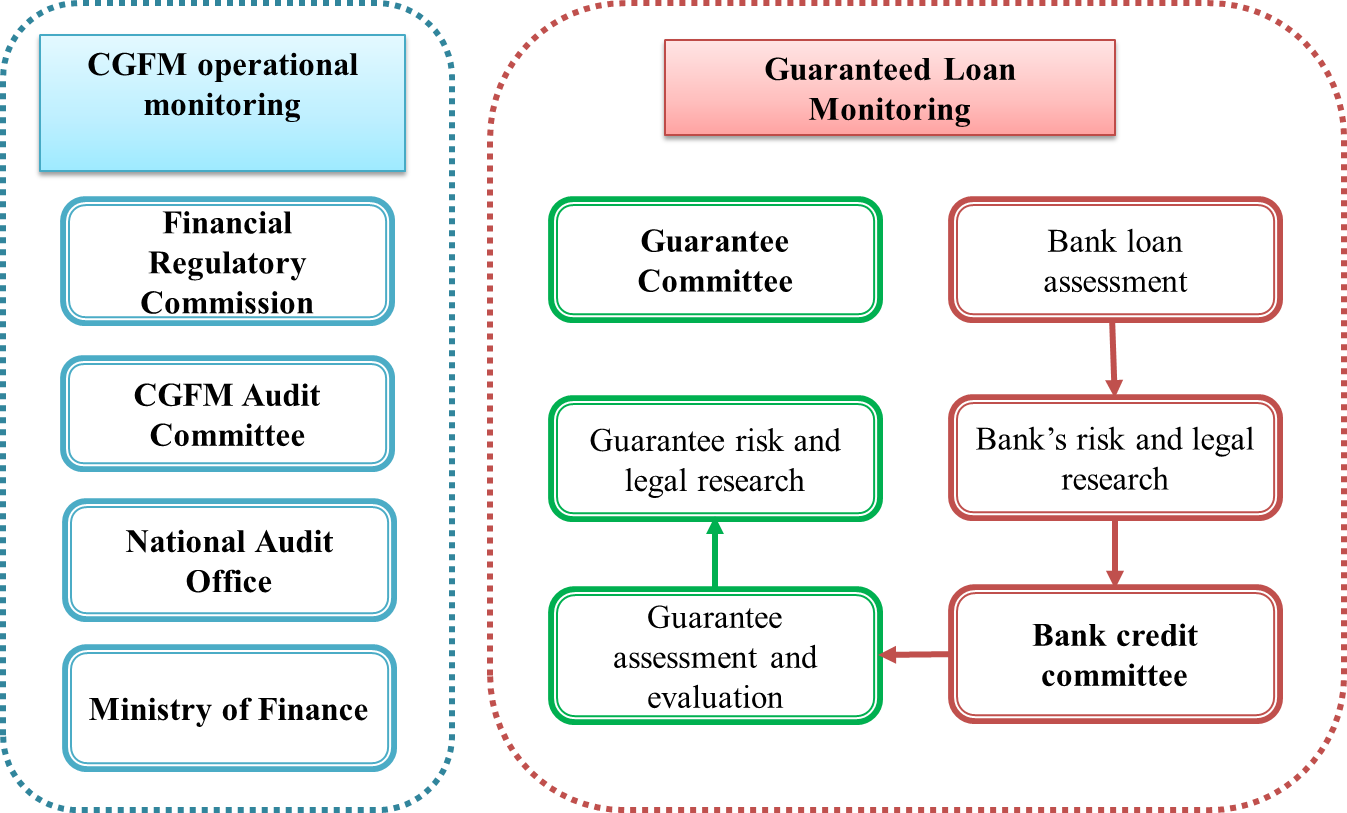 CGFM operational
monitoring
Financial
Regulatory
Commission
CGFM Audit
Committee
National Audit
Office
Ministry of Finance
Guaranteed Loan
Monitoring
Guarantee
Committee
Bank loan
assessment
Guarantee risk and
legal research
Bank’s risk and legal
research
Guarantee
assessment and
evaluation
Bank credit
committee